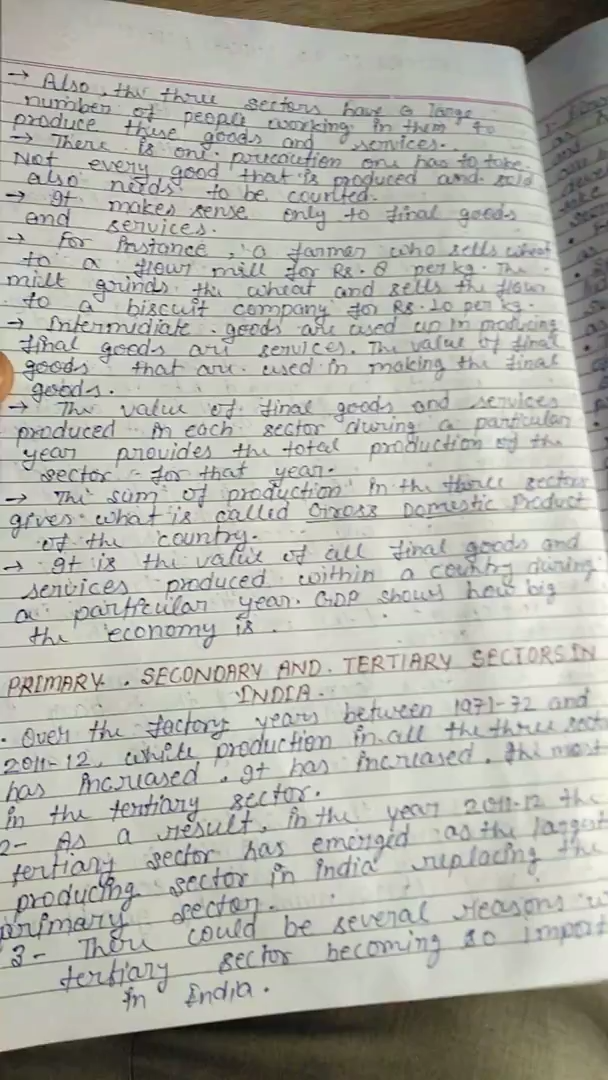 → Also, the three sectors have a large
number of people working in them to
produce these goods and services.
→ There is one precaution one has to take.
Not every good that is produced and sold
also needs to be counted.
→ It makes sense only to final goods
and services.
→ For Instance, a farmer who sells wheat
to a flour mill for Rs. 8 per kg. The
mill grinds the wheat and sells the flour
to a biscuit company for Rs. 10 per kg.
→ Intermediate goods are used up in producing
final goods are services. The value of final
goods that are used in making the final
goods.
→ The value of final goods and services
produced in each sector during a particular
year provides the total production of the
sector for that year.
→ The sum of production in the three sectors
gives what is called Gross Domestic Product
of the country.
→ It is the value of all final goods and
services produced within a country during
a particular year. GDP shows how big
the economy is.
PRIMARY, SECONDARY AND TERTIARY SECTORS IN
INDIA.
. Over the factory years between 1971-72 and
2011-12, while production in all the three sect
has increased. It has increased. the most
in the tertiary sector.
2- As a result, in the year 2011-12 the
tertiary sector has emerged as the largest
producing sector in India replacing the
primary sector.
3- There could be several reasons w
tertiary sector becoming so import
in India.